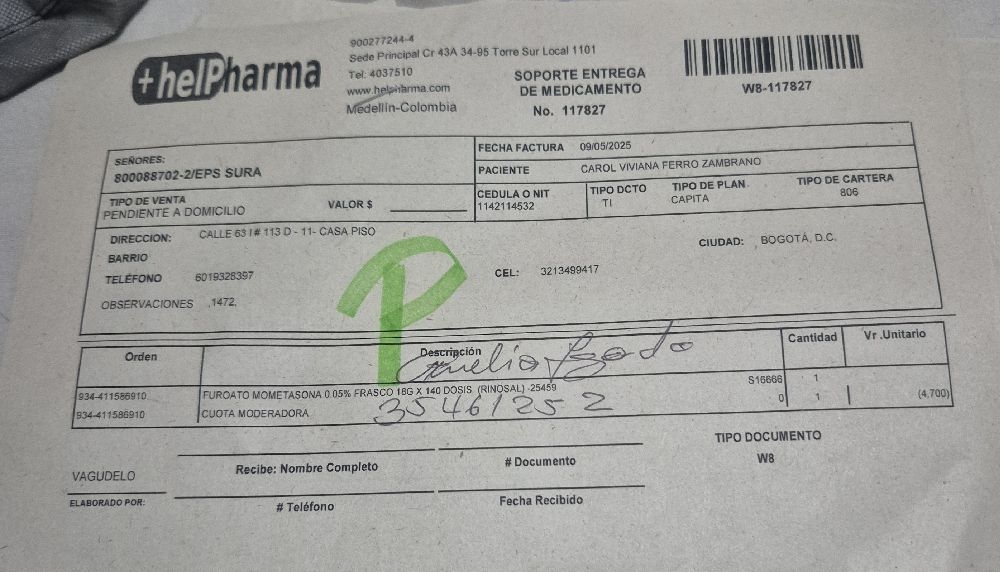 +helPharma
900277244-4
Sede Principal Cr 43A 34-95 Torre Sur Local 1101
Tel: 4037510
www.helpharma.com
Medellin-Colombia
SOPORTE ENTREGA
DE MEDICAMENTO
No. 117827
W8-117827
SEÑORES:
800088702-2/EPS SURA
FECHA FACTURA 09/05/2025
PACIENTE CAROL VIVIANA FERRO ZAMBRANO
TIPO DE VENTA
PENDIENTE A DOMICILIO
VALOR $
CEDULA O NIT
1142114532
TIPO DCTO
TI
TIPO DE PLAN
CAPITA
TIPO DE CARTERA
806
DIRECCION: CALLE 63 I # 113 D - 11- CASA PISO
CIUDAD: BOGOTÁ, D.C.
BARRIO
TELÉFONO 6019328397
CEL: 3213499417
OBSERVACIONES .1472.
P
Orden Descripción Cantidad Vr .Unitario
934-411586910 FUROATO MOMETASONA 0.05% FRASCO 18G X 140 DOSIS (RINOSAL) -25459 S16666 1
934-411586910 CUOTA MODERADORA 0 1 (4,700)
35461252
TIPO DOCUMENTO
W8
VAGUDELO
ELABORADO POR:
Recibe: Nombre Completo
# Documento
# Teléfono
Fecha Recibido